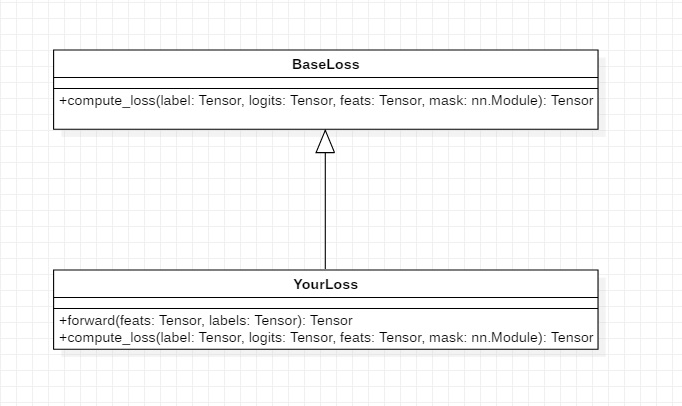 BaseLoss
+compute_loss(label: Tensor, logits: Tensor, feats: Tensor, mask: nn.Module): Tensor
YourLoss
+forward(feats: Tensor, labels: Tensor): Tensor
+compute_loss(label: Tensor, logits: Tensor, feats: Tensor, mask: nn.Module): Tensor